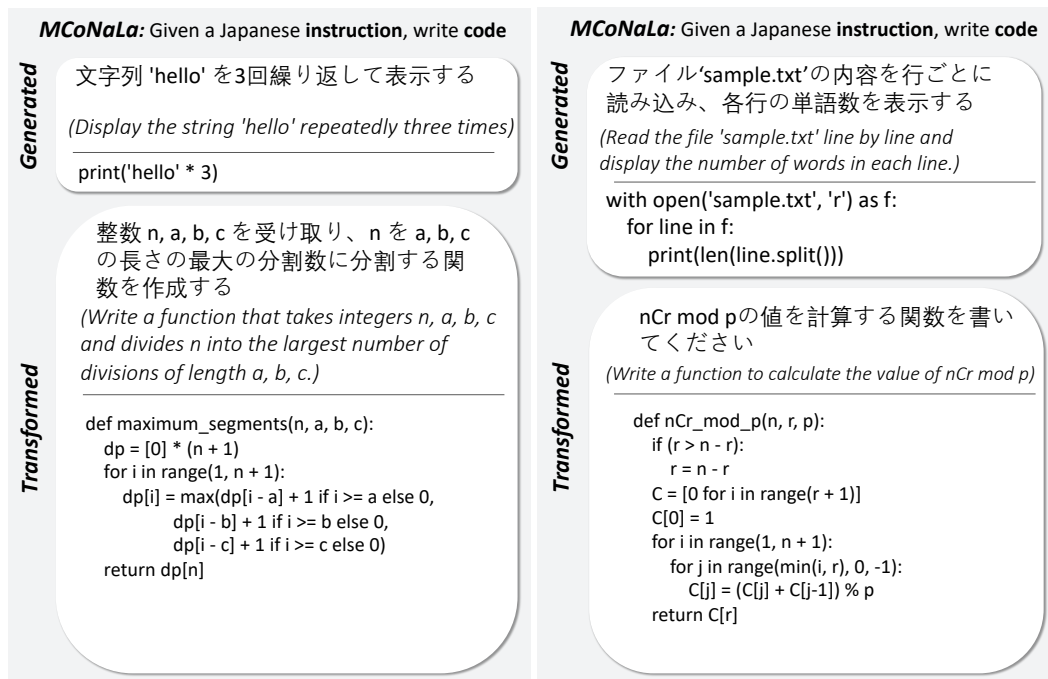 MCoNaLa: Given a Japanese instruction, write code
Generated
文字列 'hello' を3回繰り返して表示する
(Display the string 'hello' repeatedly three times)
print('hello' * 3)
Transformed
整数 n, a, b, c を受け取り、n を a, b, c
の長さの最大の分割数に分割する関
数を作成する
(Write a function that takes integers n, a, b, c
and divides n into the largest number of
divisions of length a, b, c.)
def maximum_segments(n, a, b, c):
dp = [0] * (n + 1)
for i in range(1, n + 1):
dp[i] = max(dp[i - a] + 1 if i >= a else 0,
dp[i - b] + 1 if i >= b else 0,
dp[i - c] + 1 if i >= c else 0)
return dp[n]
MCoNaLa: Given a Japanese instruction, write code
Generated
ファイル‘sample.txt’の内容を行ごとに
読み込み、各行の単語数を表示する
(Read the file 'sample.txt' line by line and
display the number of words in each line.)
with open('sample.txt', 'r') as f:
for line in f:
print(len(line.split()))
Transformed
nCr mod pの値を計算する関数を書い
てください
(Write a function to calculate the value of nCr mod p)
def nCr_mod_p(n, r, p):
if (r > n - r):
r = n - r
C = [0 for i in range(r + 1)]
C[0] = 1
for i in range(1, n + 1):
for j in range(min(i, r), 0, -1):
C[j] = (C[j] + C[j-1]) % p
return C[r]